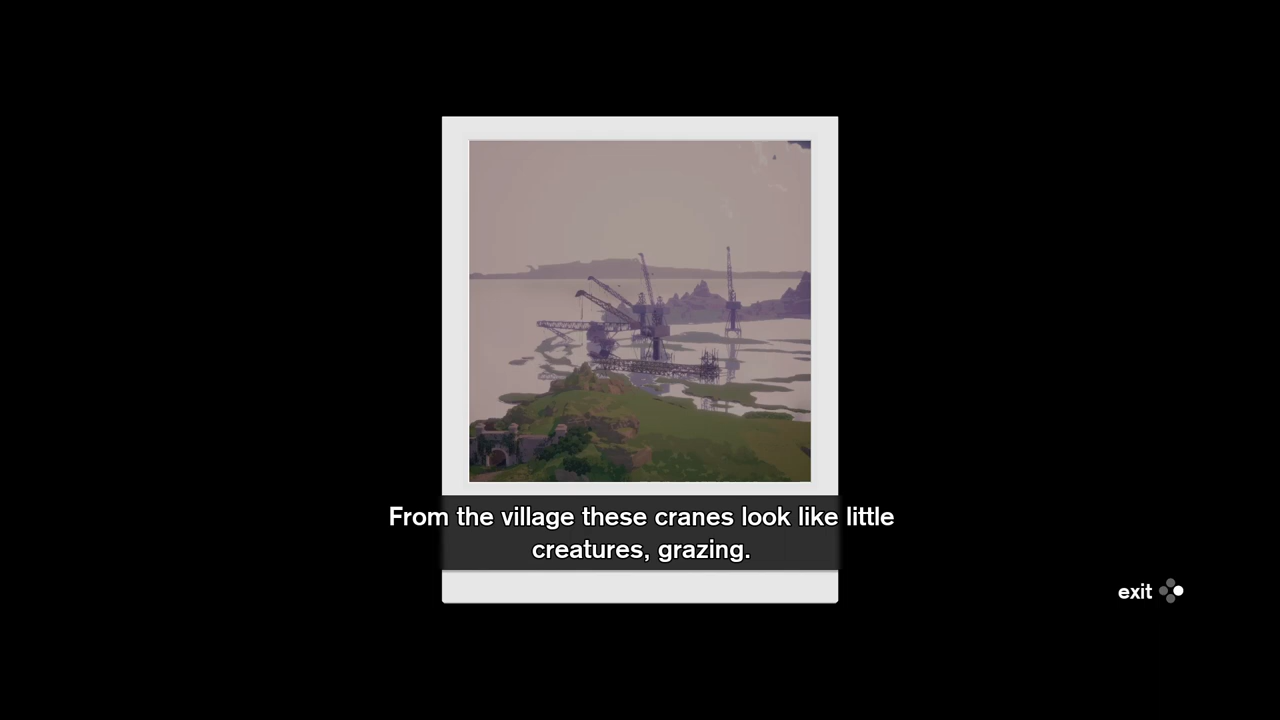 From the village these cranes look like little
creatures, grazing.
exit